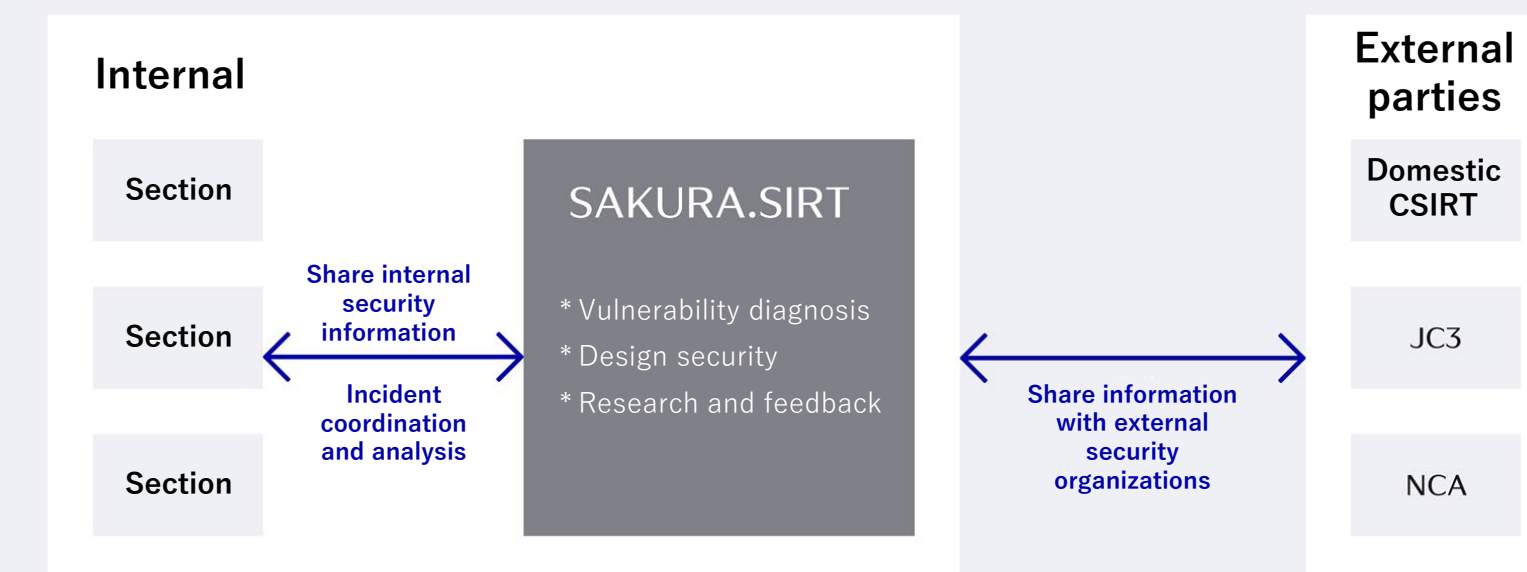 Internal
Section
Section
Section
Share internal
security
information
Incident
coordination
and analysis
SAKURA.SIRT
* Vulnerability diagnosis
* Design security
* Research and feedback
Share information
with external
security
organizations
External
parties
Domestic
CSIRT
JC3
NCA